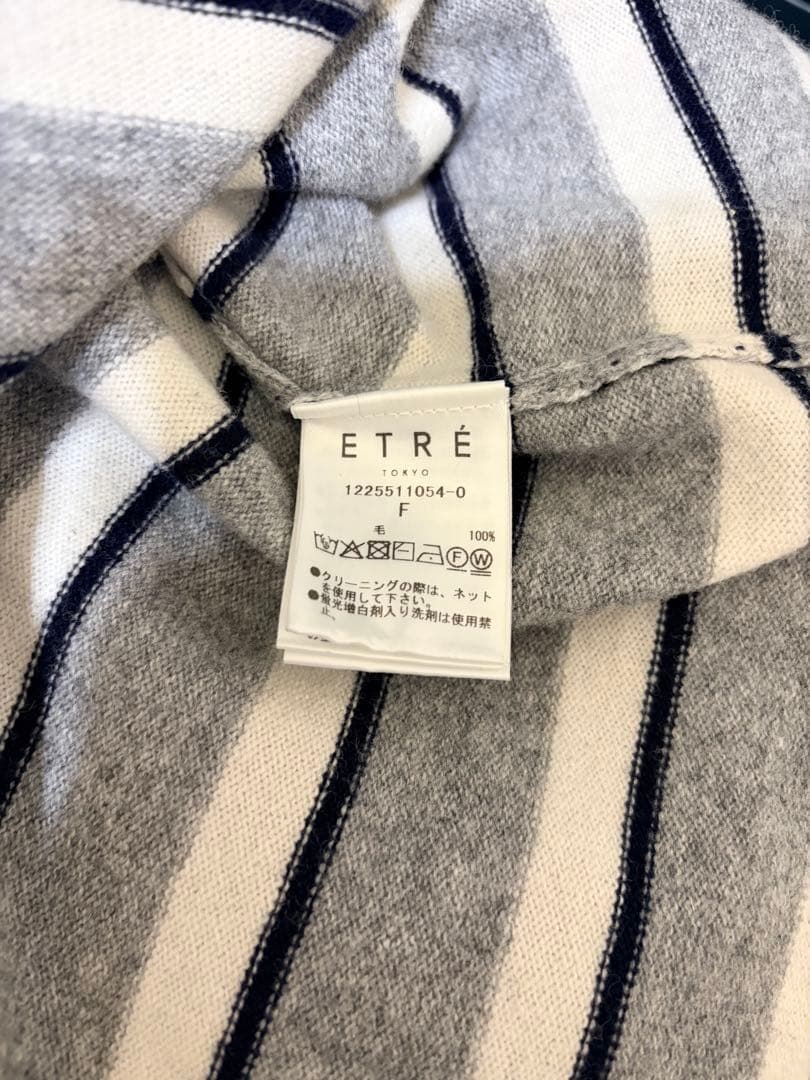 ETRÉ
TOKYO
1225511054-0
F
毛 100%
F W
●クリーニングの際は、ネット
を使用して下さい。
●蛍光増白剤入り洗剤は使用禁
止。